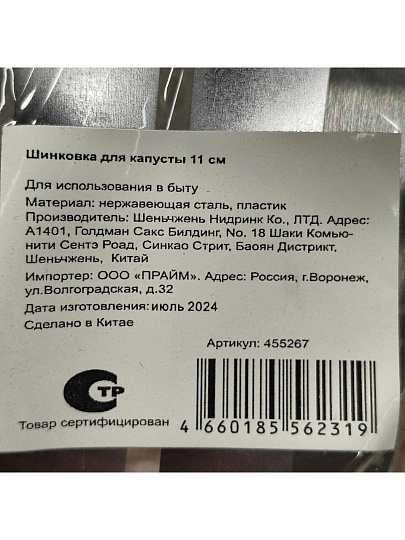 Шинковка для капусты 11 см
Для использования в быту
Материал: нержавеющая сталь, пластик
Производитель: Шеньчжень Нидринк Ко., ЛТД. Адрес:
А1401, Голдман Сакс Билдинг, No. 18 Шаки Комью-
нити Сентэ Роад, Синкао Стрит, Баоян Дистрикт,
Шеньчжень, Китай
Импортер: ООО «ПРАЙМ». Адрес: Россия, г.Воронеж,
ул.Волгоградская, д.32
Дата изготовления:июль 2024
Сделано в Китае
Артикул: 455267
СТР
Товар сертифицирован
4 660185 562319